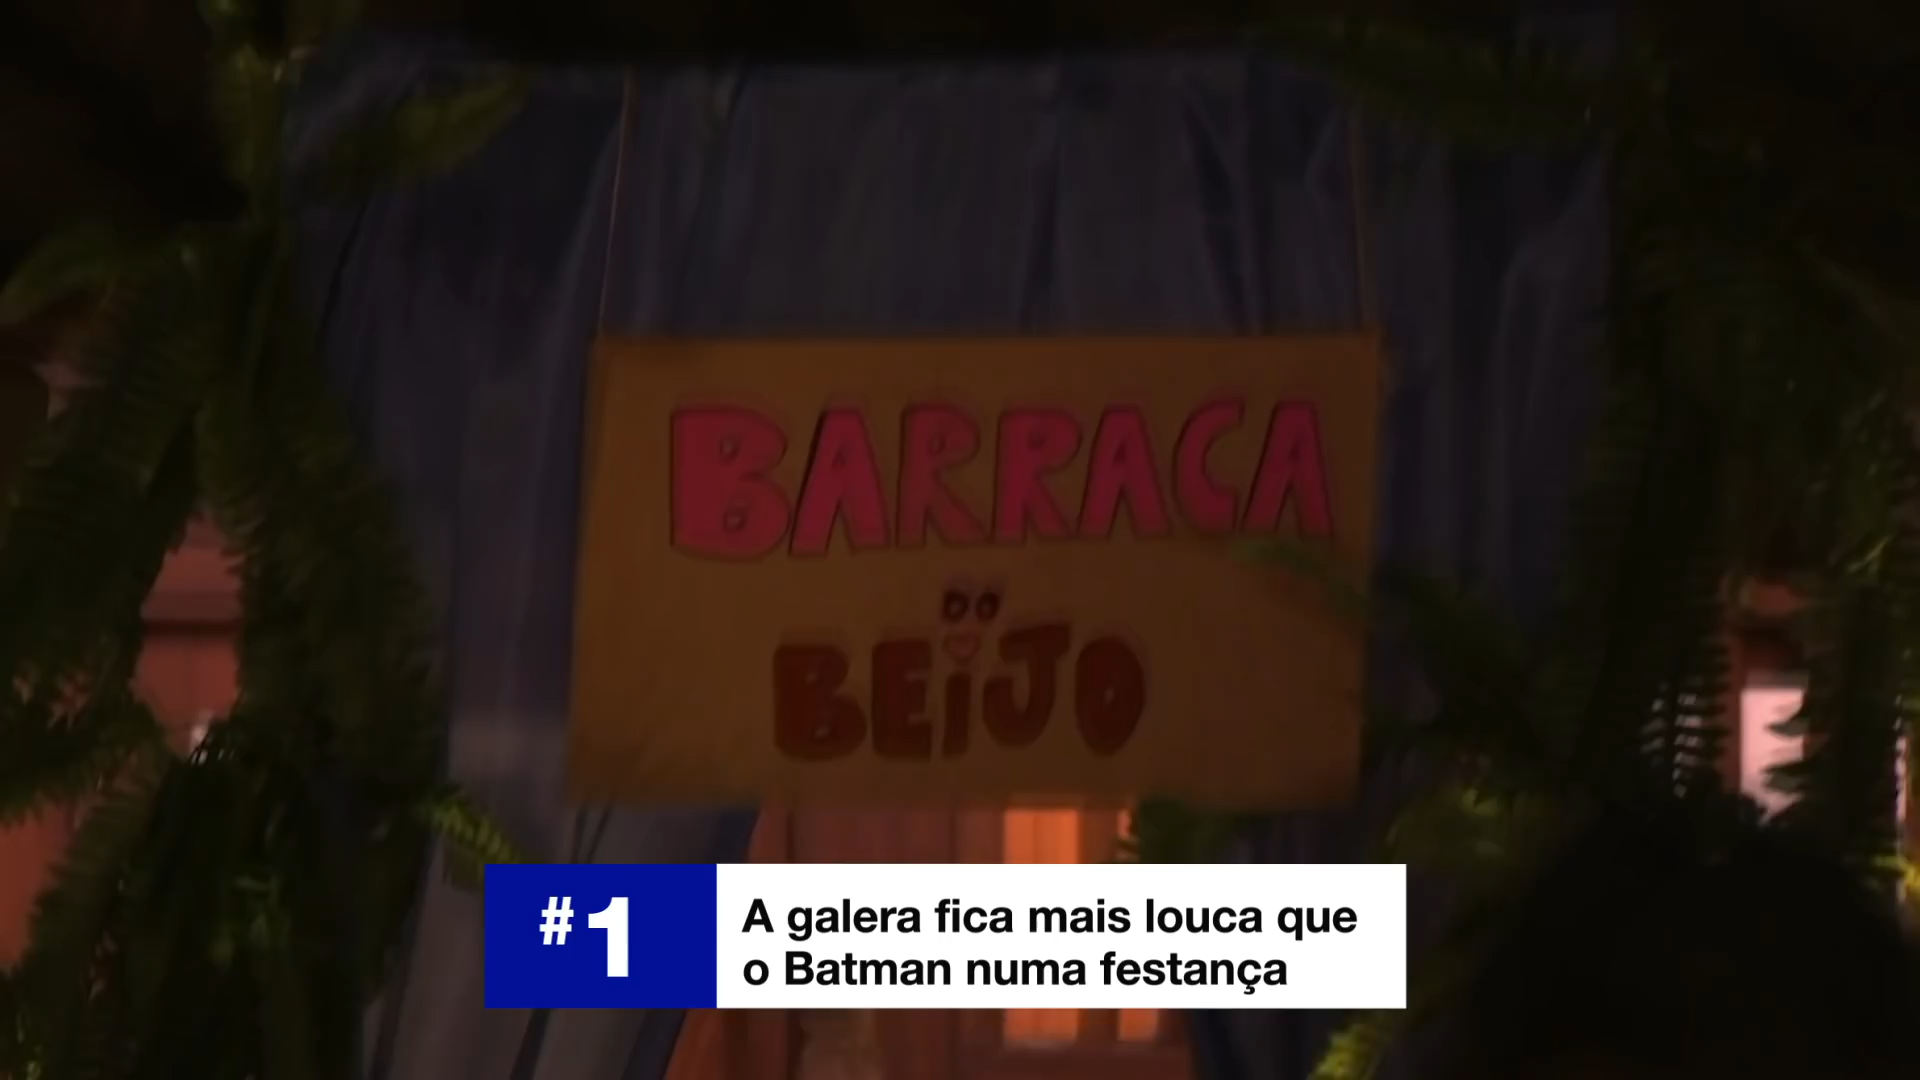 BARRACA
DO
BEIJO
#1
A galera fica mais louca que
o Batman numa festança